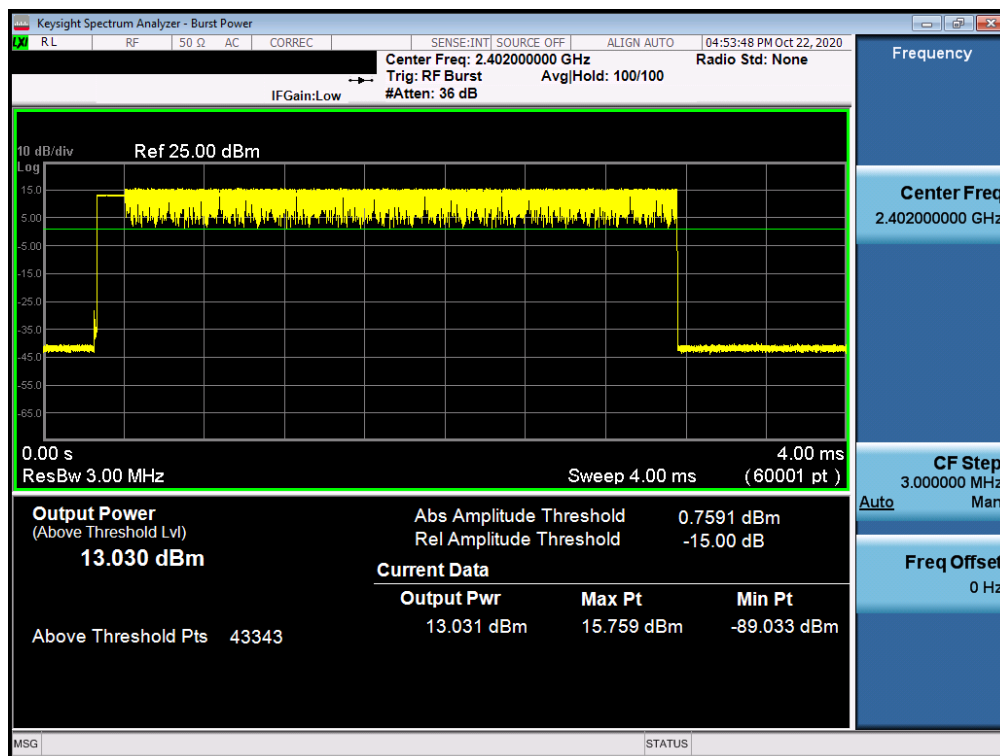 Keysight Spectrum Analyzer - Burst Power
LXI RL RF 50 Ω AC CORREC SENSE:INT SOURCE OFF ALIGN AUTO 04:53:48 PM Oct 22, 2020
Center Freq: 2.402000000 GHz Radio Std: None
Trig: RF Burst Avg|Hold: 100/100
IFGain:Low #Atten: 36 dB
Frequency
10 dB/div Ref 25.00 dBm
Log
15.0
5.00
-5.00
-15.0
-25.0
-35.0
-45.0
-55.0
-65.0
0.00 s 4.00 ms
ResBw 3.00 MHz Sweep 4.00 ms (60001 pt )
Center Freq
2.402000000 GHz
CF Step
3.000000 MHz
Auto Man
Freq Offset
0 Hz
Output Power
(Above Threshold Lvl)
13.030 dBm
Above Threshold Pts 43343
Abs Amplitude Threshold 0.7591 dBm
Rel Amplitude Threshold -15.00 dB
Current Data
Output Pwr Max Pt Min Pt
13.031 dBm 15.759 dBm -89.033 dBm
MSG STATUS